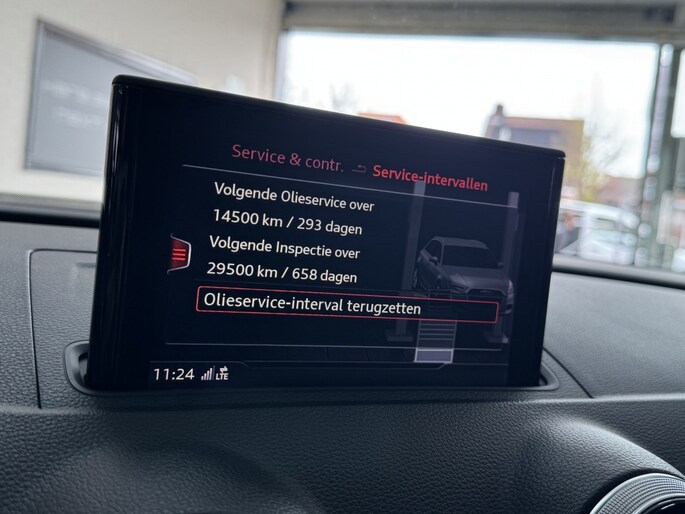 Service & contr. Service-intervallen
Volgende Olieservice over
14500 km / 293 dagen
Volgende Inspectie over
29500 km / 658 dagen
Olieservice-interval terugzetten
11:24 LTE